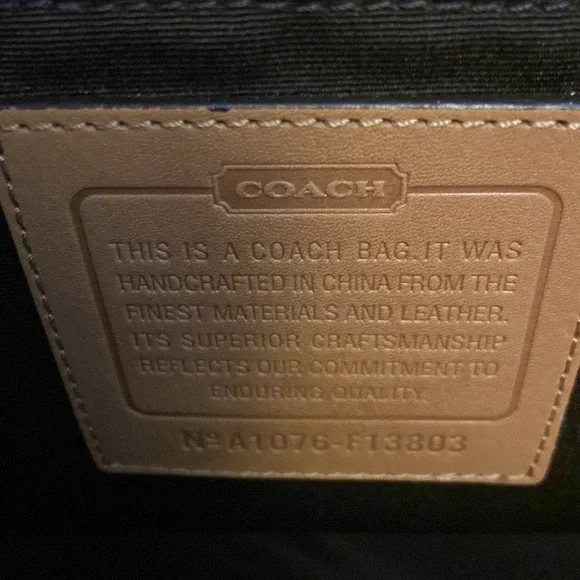 COACH
THIS IS A COACH BAG.IT WAS
HANDCRAFTED IN CHINA FROM THE
FINEST MATERIALS AND LEATHER.
ITS SUPERIOR CRAFTSMANSHIP
REFLECTS OUR COMMITMENT TO
ENDURING QUALITY.
Nº A1076-F13803